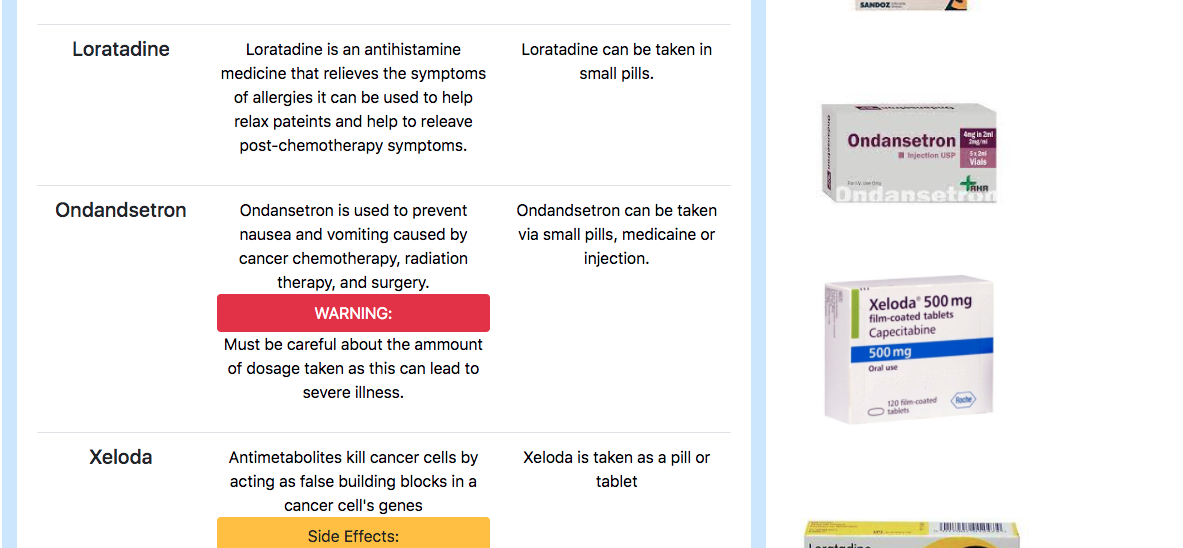 SANDOZ
Loratadine
Loratadine is an antihistamine
medicine that relieves the symptoms
of allergies it can be used to help
relax pateints and help to releave
post-chemotherapy symptoms.
Loratadine can be taken in
small pills.
Ondandsetron
Ondansetron is used to prevent
nausea and vomiting caused by
cancer chemotherapy, radiation
therapy, and surgery.
WARNING:
Must be careful about the ammount
of dosage taken as this can lead to
severe illness.
Ondandsetron can be taken
via small pills, medicaine or
injection.
Xeloda
Antimetabolites kill cancer cells by
acting as false building blocks in a
cancer cell's genes
Side Effects:
Xeloda is taken as a pill or
tablet
Ondansetron
Ondansetron
Injection USP
4mg in 2ml
2mg/ml
5 x 2ml
Vials
For I.V. Use Only
AHR
Ondansetron
Xeloda® 500 mg
film-coated tablets
Capecitabine
500 mg
Oral use
120 film-coated
tablets
Roche
Loratadine